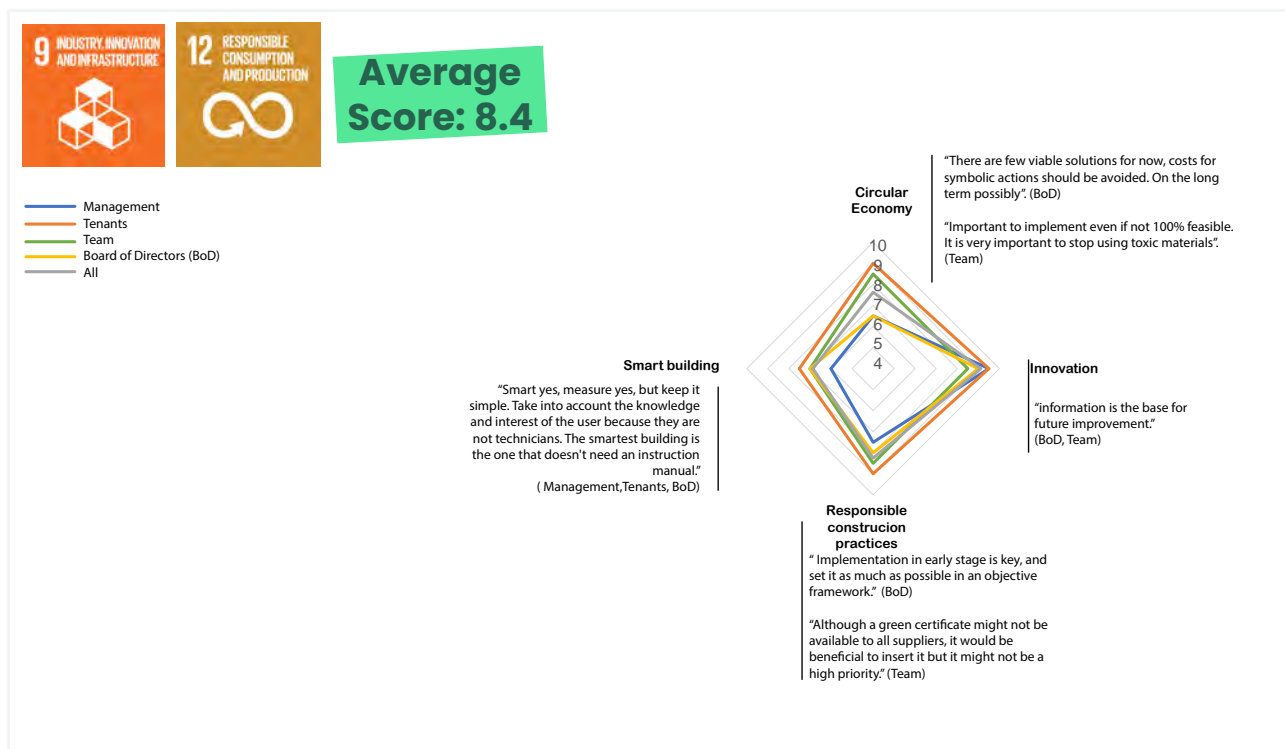 9 INDUSTRY, INNOVATION
AND INFRASTRUCTURE
12 RESPONSIBLE
CONSUMPTION
AND PRODUCTION
Average
Score: 8.4
Management
Tenants
Team
Board of Directors (BoD)
All
Circular
Economy
“There are few viable solutions for now, costs for
symbolic actions should be avoided. On the long
term possibly”. (BoD)
“Important to implement even if not 100% feasible.
It is very important to stop using toxic materials”.
(Team)
10
9
8
7
6
5
4
Smart building
“Smart yes, measure yes, but keep it
simple. Take into account the knowledge
and interest of the user because they are
not technicians. The smartest building is
the one that doesn't need an instruction
manual.”
( Management,Tenants, BoD)
Innovation
“information is the base for
future improvement.”
(BoD, Team)
Responsible
construcion
practices
“ Implementation in early stage is key, and
set it as much as possible in an objective
framework.” (BoD)
“Although a green certificate might not be
available to all suppliers, it would be
beneficial to insert it but it might not be a
high priority.” (Team)